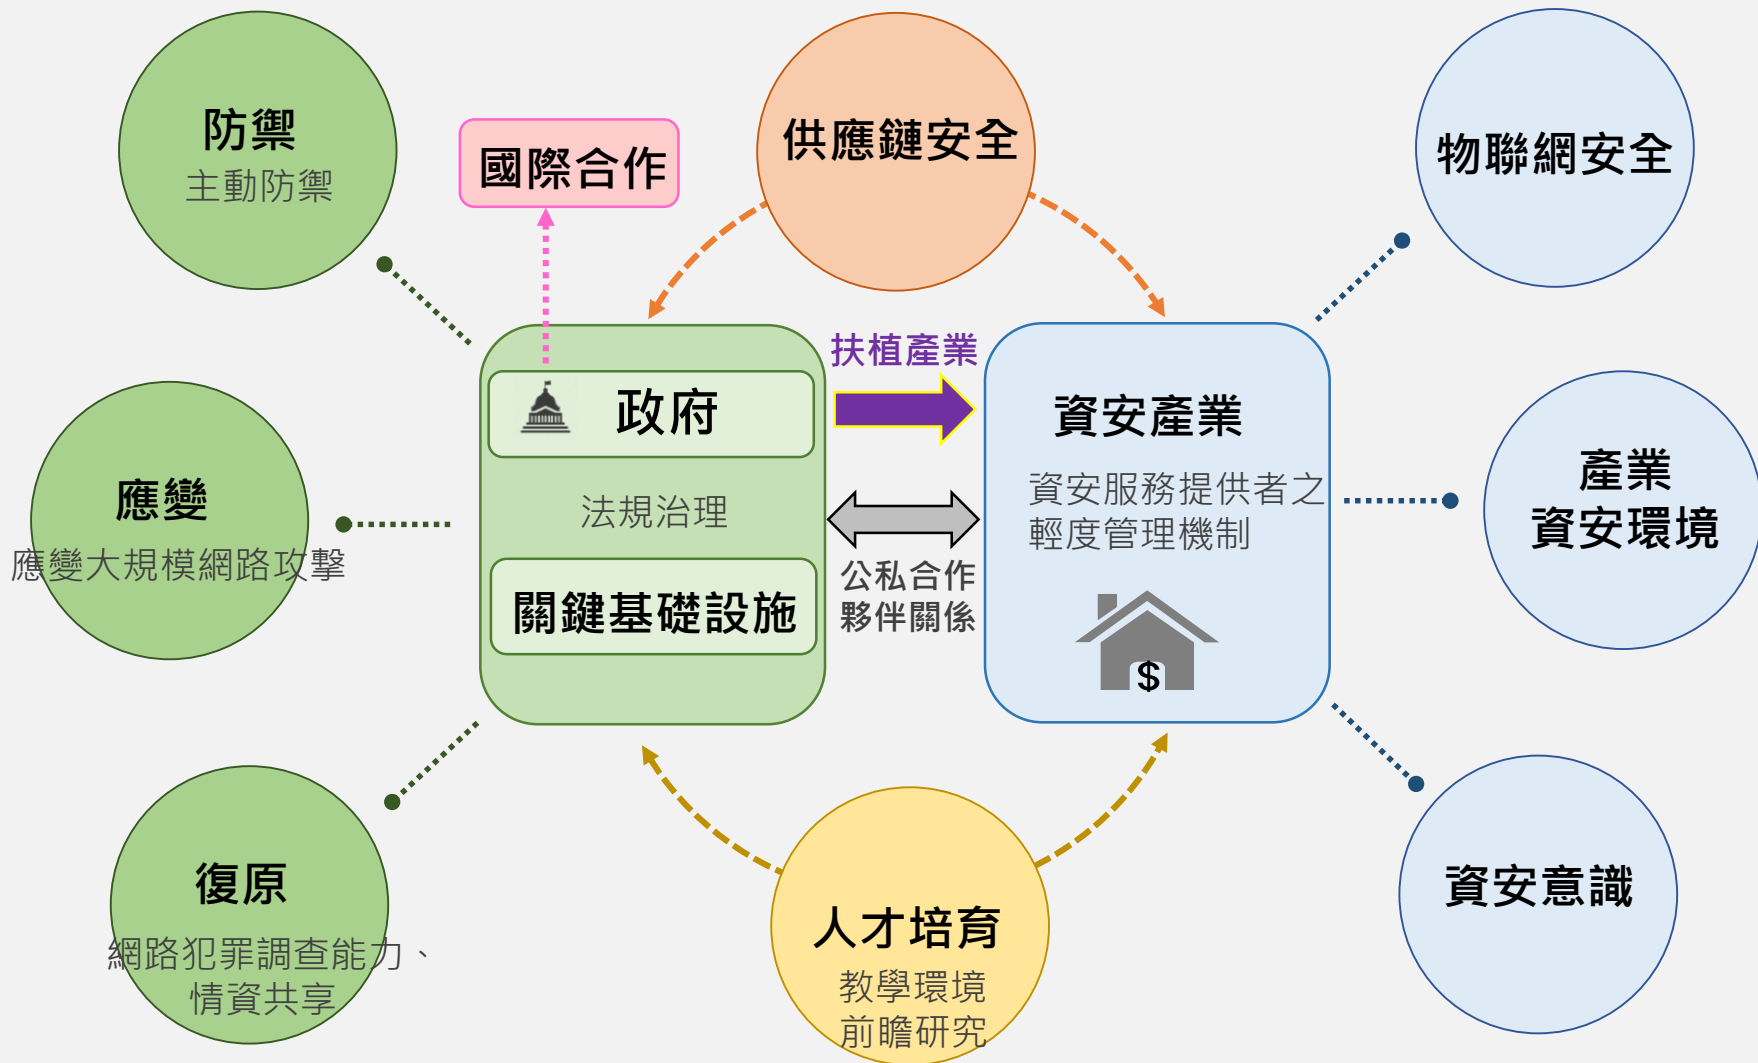 防禦
主動防禦
國際合作
供應鏈安全
物聯網安全
扶植產業
政府
資安產業
法規治理
資安服務提供者之
輕度管理機制
應變
應變大規模網路攻擊
產業
資安環境
公私合作
夥伴關係
關鍵基礎設施
$
復原
網路犯罪調查能力、
情資共享
人才培育
教學環境
前瞻研究
資安意識